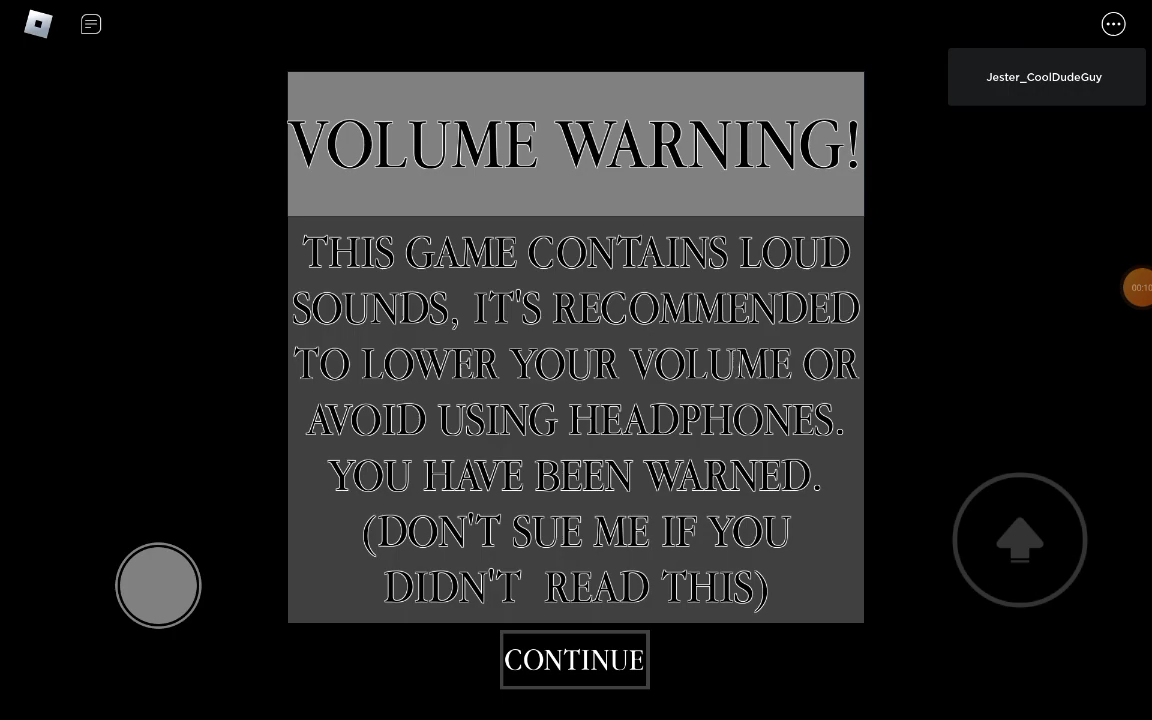 Jester_CoolDudeGuy
VOLUME WARNING!
THIS GAME CONTAINS LOUD
SOUNDS, IT'S RECOMMENDED
TO LOWER YOUR VOLUME OR
AVOID USING HEADPHONES.
YOU HAVE BEEN WARNED.
(DON'T SUE ME IF YOU
DIDN'T  READ THIS)
CONTINUE